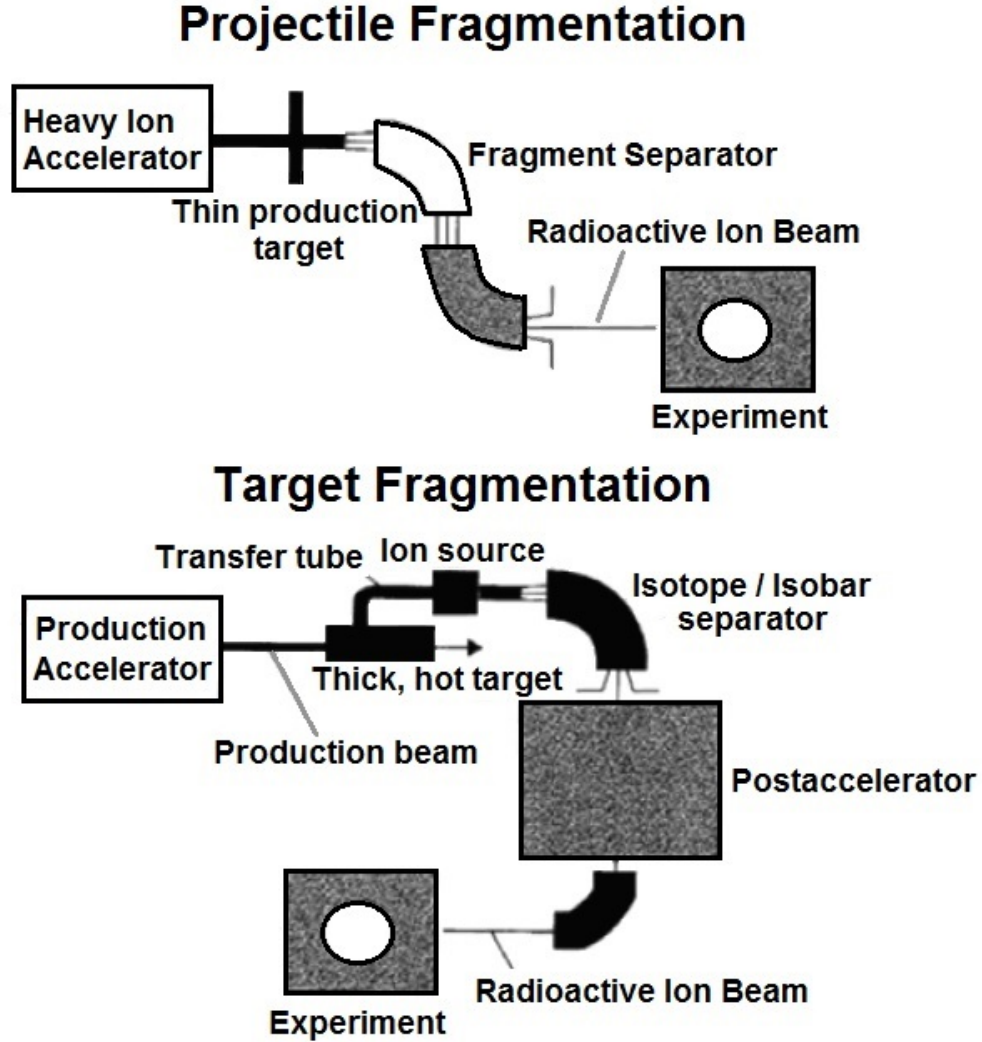 Projectile Fragmentation
Heavy Ion
Accelerator
Fragment Separator
Thin production
target
Radioactive Ion Beam
Experiment
Target Fragmentation
Transfer tube
Ion source
Isotope / Isobar
separator
Production
Accelerator
Thick, hot target
Production beam
Postaccelerator
Radioactive Ion Beam
Experiment